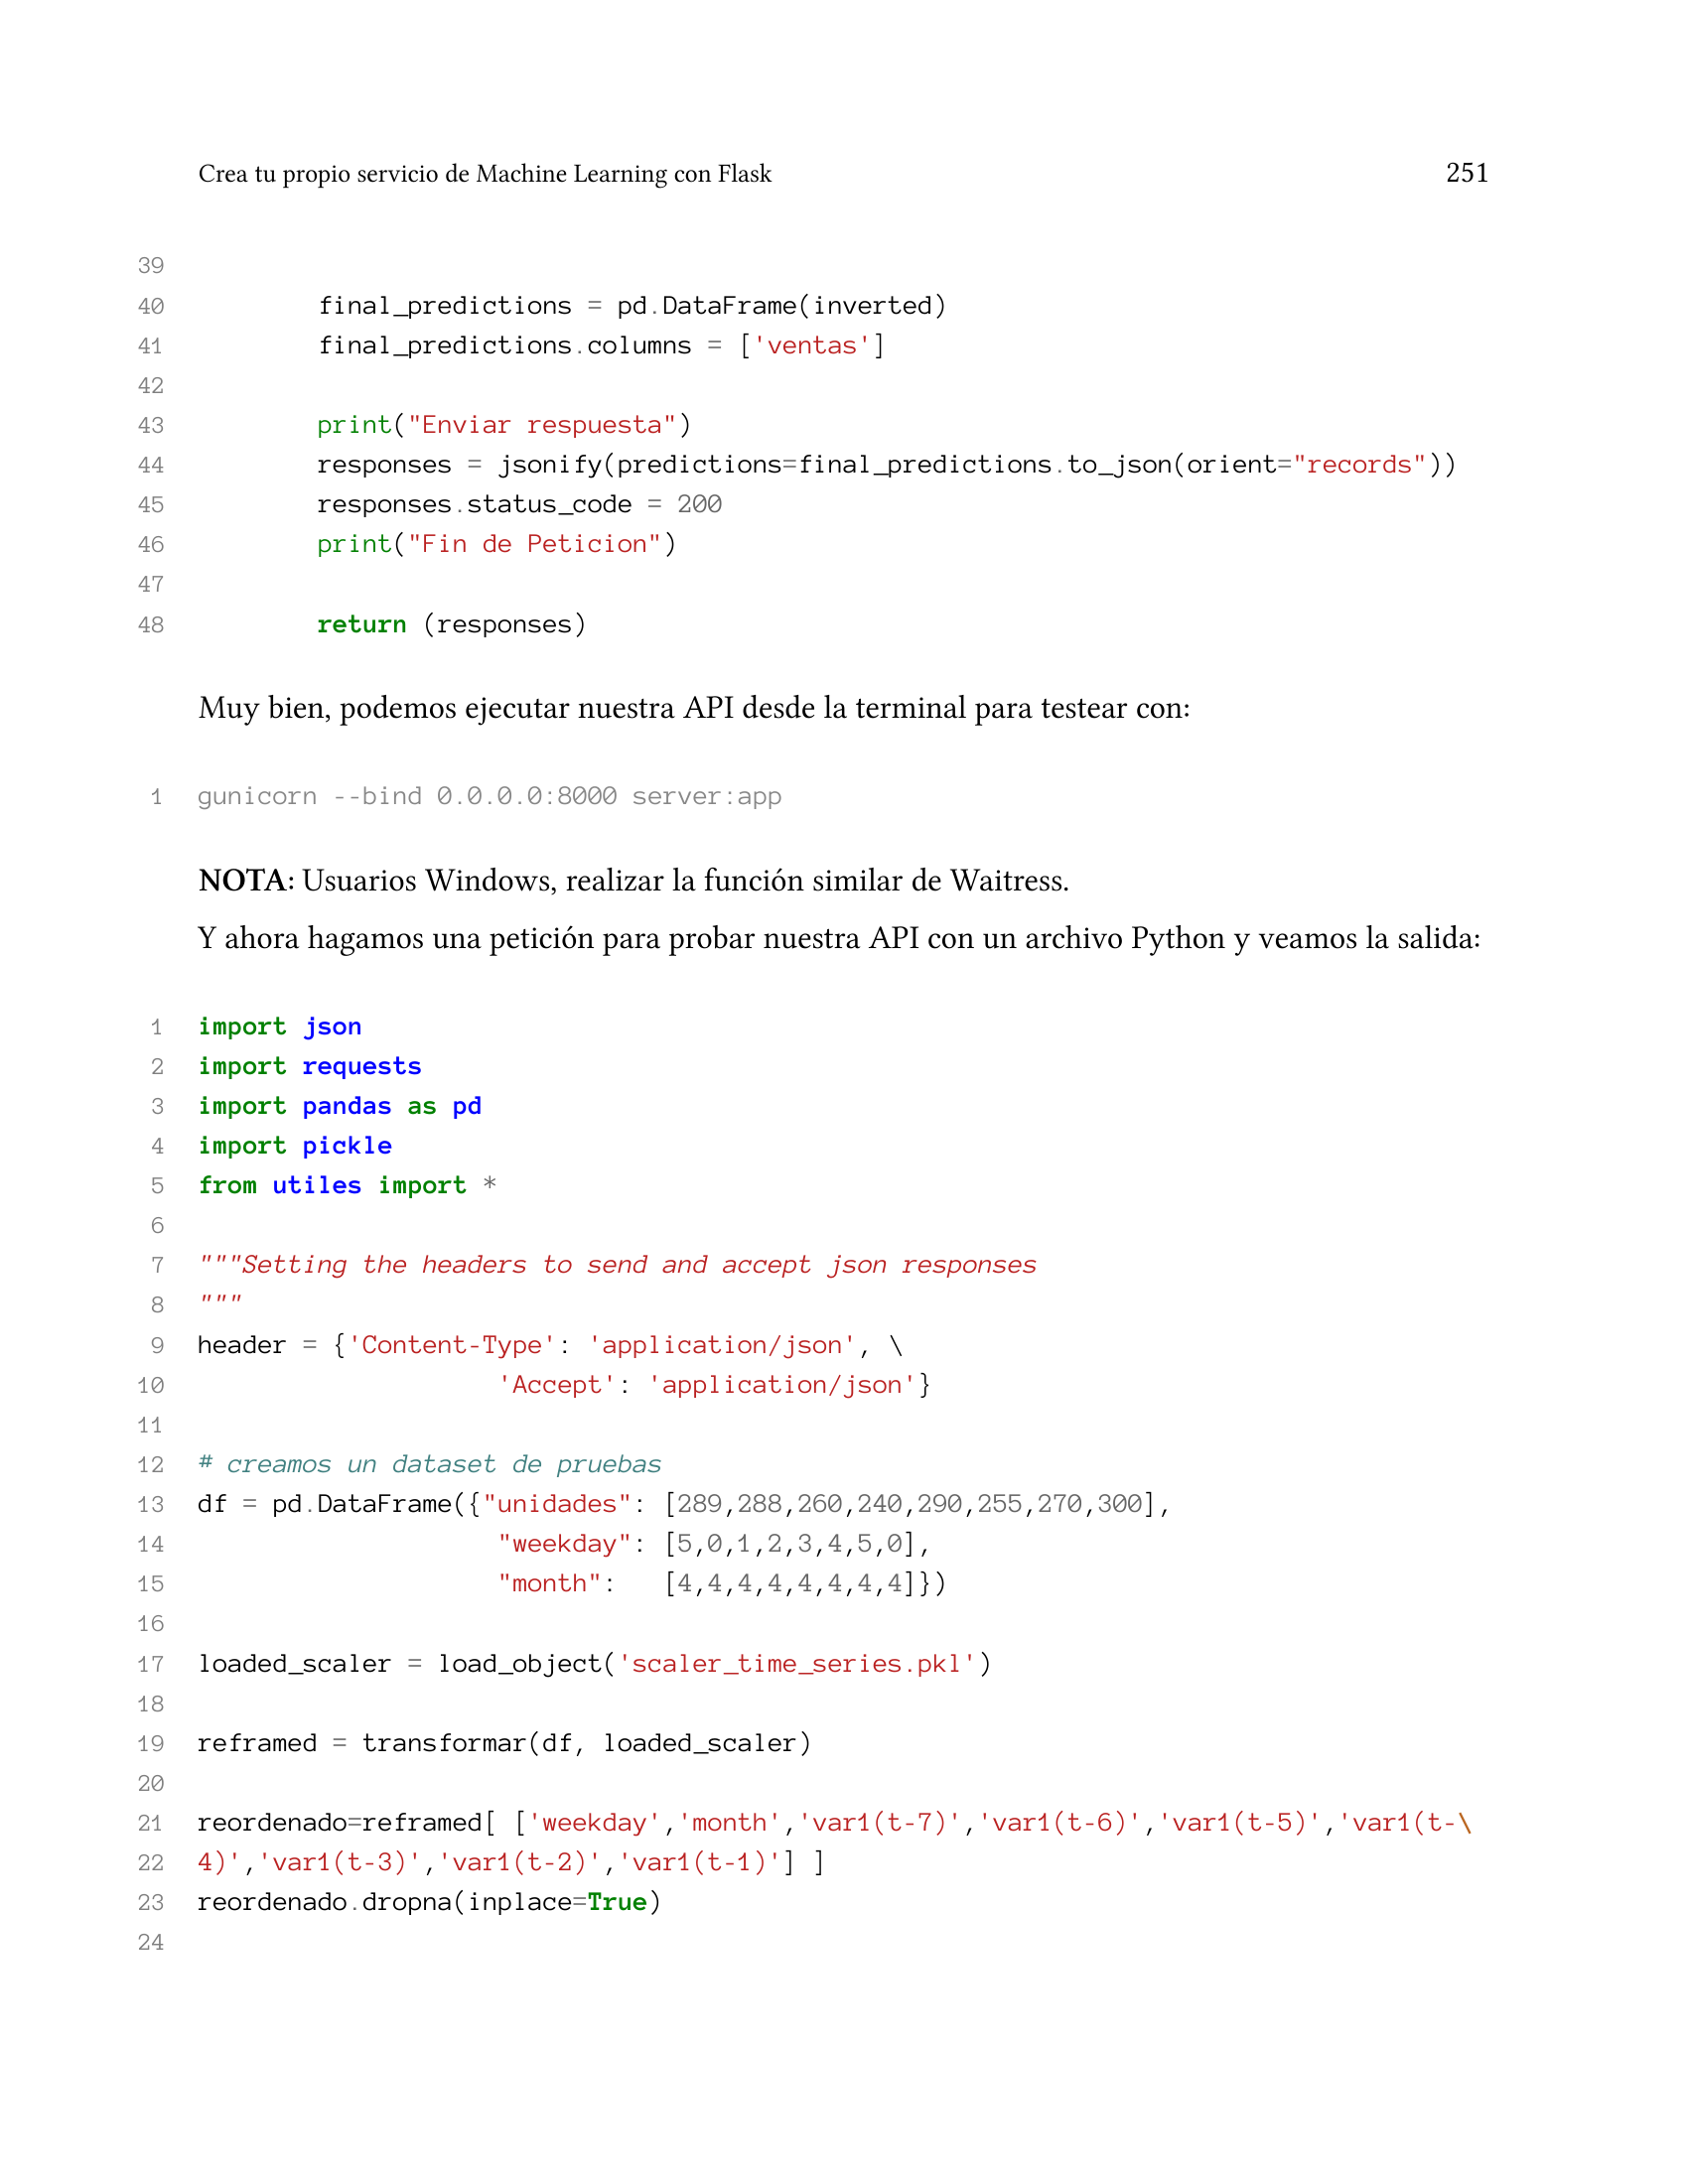 Crea tu propio servicio de Machine Learning con Flask 251
39
40 final_predictions = pd.DataFrame(inverted)
41 final_predictions.columns = ['ventas']
42
43 print("Enviar respuesta")
44 responses = jsonify(predictions=final_predictions.to_json(orient="records"))
45 responses.status_code = 200
46 print("Fin de Peticion")
47
48 return (responses)
Muy bien, podemos ejecutar nuestra API desde la terminal para testear con:
1 gunicorn --bind 0.0.0.0:8000 server:app
NOTA: Usuarios Windows, realizar la función similar de Waitress.
Y ahora hagamos una petición para probar nuestra API con un archivo Python y veamos la salida:
1 import json
2 import requests
3 import pandas as pd
4 import pickle
5 from utiles import *
6
7 """Setting the headers to send and accept json responses
8 """
9 header = {'Content-Type': 'application/json', \
10 'Accept': 'application/json'}
11
12 # creamos un dataset de pruebas
13 df = pd.DataFrame({"unidades": [289,288,260,240,290,255,270,300],
14 "weekday": [5,0,1,2,3,4,5,0],
15 "month": [4,4,4,4,4,4,4,4]})
16
17 loaded_scaler = load_object('scaler_time_series.pkl')
18
19 reframed = transformar(df, loaded_scaler)
20
21 reordenado=reframed[ ['weekday','month','var1(t-7)','var1(t-6)','var1(t-5)','var1(t-\
22 4)','var1(t-3)','var1(t-2)','var1(t-1)'] ]
23 reordenado.dropna(inplace=True)
24